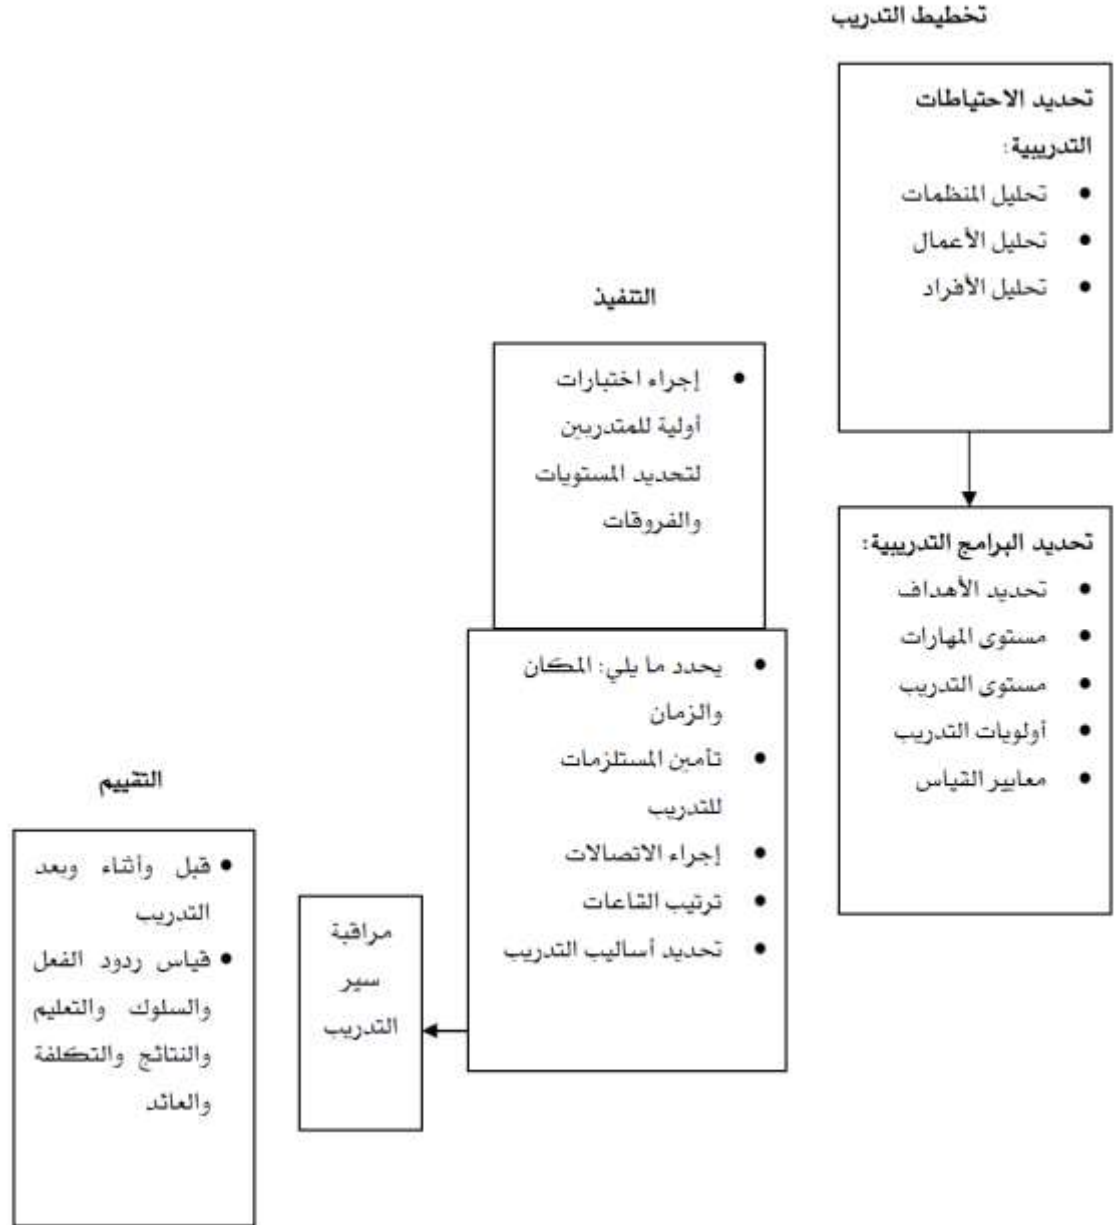 تخطيط التدريب
تحديد الاحتياطات
التدريبية:
• تحليل المنظمات
• تحليل الأعمال
• تحليل الأفراد
تحديد البرامج التدريبية:
• تحديد الأهداف
• مستوى المهارات
• مستوى التدريب
• أولويات التدريب
• معايير القياس
التنفيذ
• إجراء اختبارات
أولية للمتدربين
لتحديد المستويات
والفروقات
• يحدد ما يلي: المكان
والزمان
• تأمين المستلزمات
للتدريب
• إجراء الاتصالات
• ترتيب القاعات
• تحديد أساليب التدريب
مراقبة
سير
التدريب
التقييم
• قبل وأثناء وبعد
التدريب
• قياس ردود الفعل
والسلوك والتعليم
والنتائج والتكلفة
والعائد